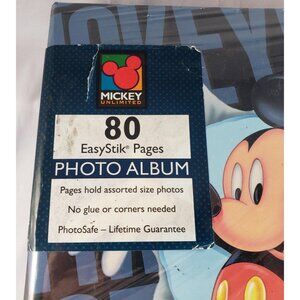 MICKEY
UNLIMITED
80
EasyStik® Pages
PHOTO ALBUM
Pages hold assorted size photos
No glue or corners needed
PhotoSafe – Lifetime Guarantee